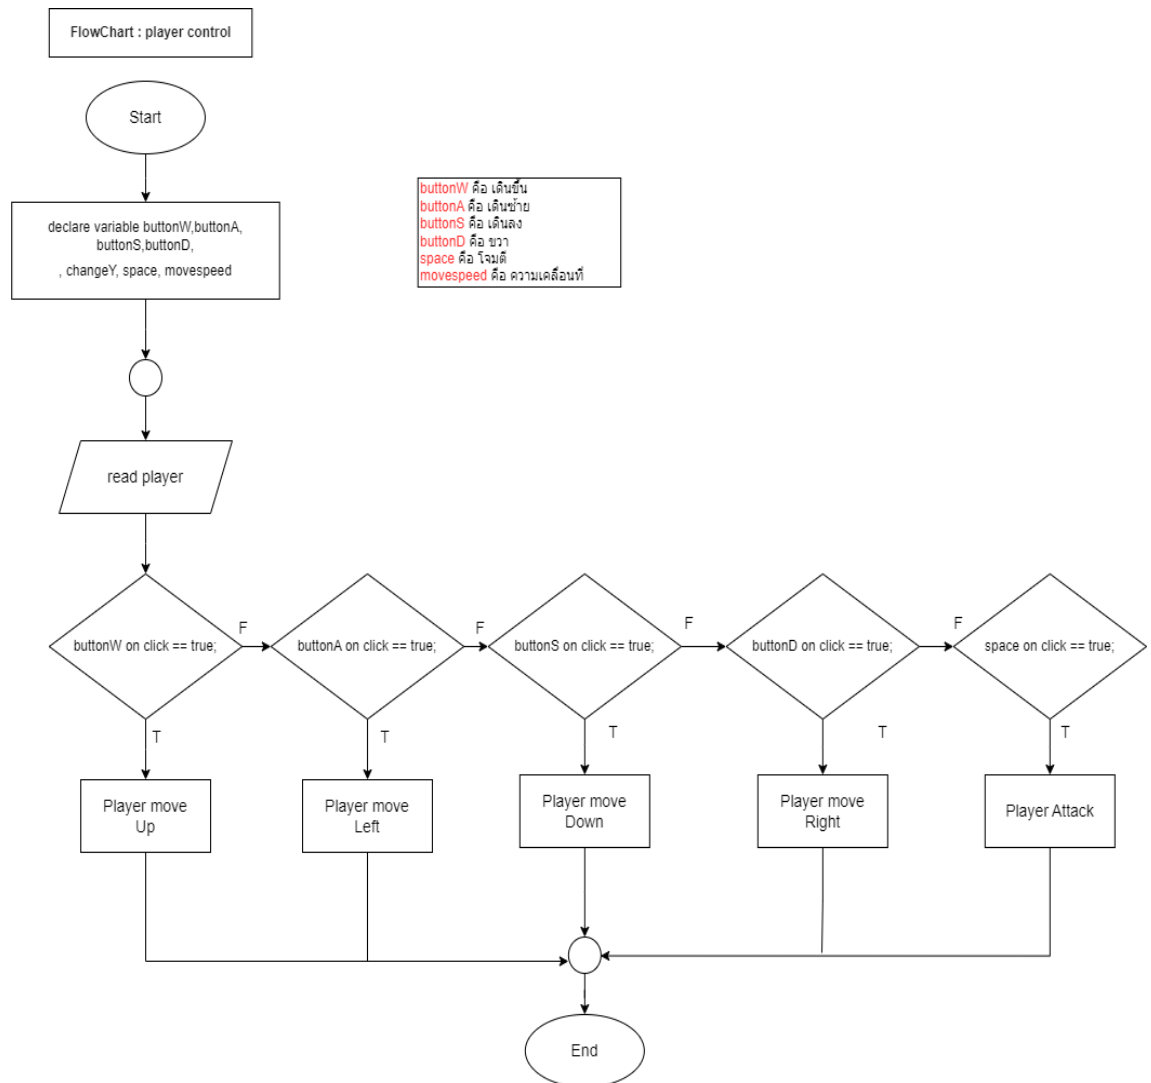 FlowChart : player control
Start
declare variable buttonW,buttonA,
buttonS,buttonD,
, changeY, space, movespeed
buttonW คือ เดินขึ้น
buttonA คือ เดินซ้าย
buttonS คือ เดินลง
buttonD คือ ขวา
space คือ โจมตี
movespeed คือ ความเคลื่อนที่
read player
buttonW on click == true;
F
buttonA on click == true;
F
buttonS on click == true;
F
buttonD on click == true;
F
space on click == true;
T
T
T
T
T
Player move
Up
Player move
Left
Player move
Down
Player move
Right
Player Attack
End